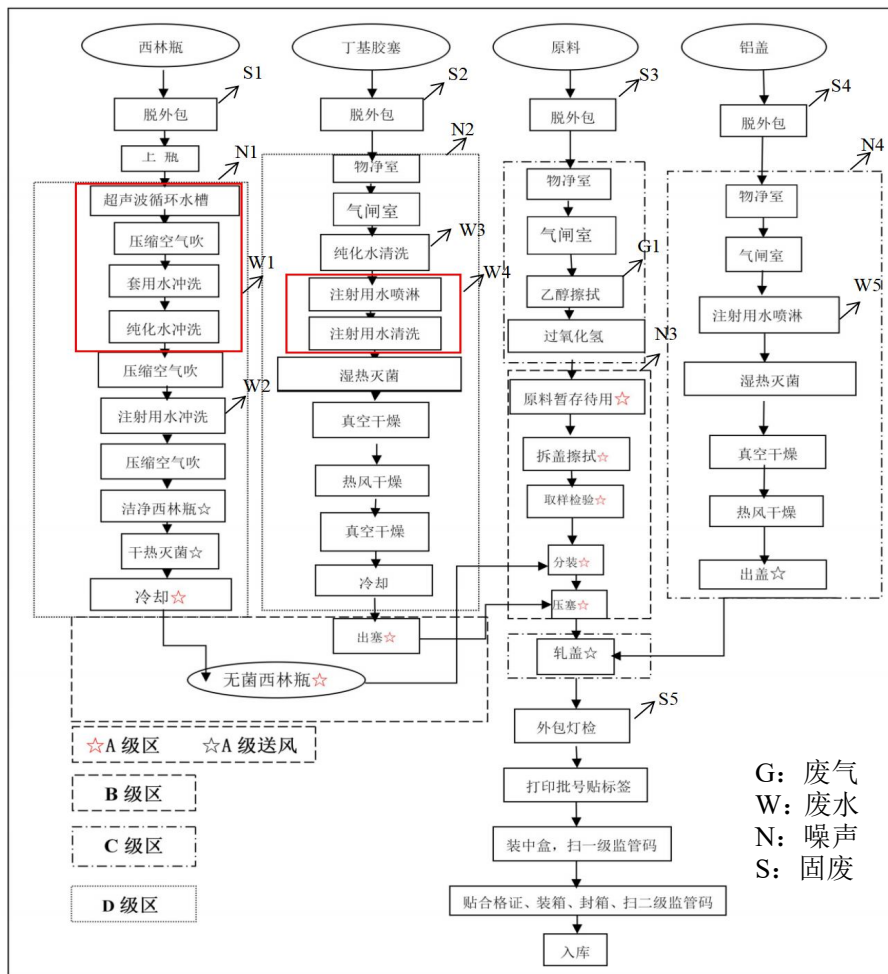 西林瓶
丁基胶塞
原料
铝盖
S1
S2
S3
S4
脱外包
脱外包
脱外包
脱外包
上瓶
N1
N2
N4
超声波循环水槽
压缩空气吹
套用水冲洗
纯化水冲洗
W1
压缩空气吹
W2
注射用水冲洗
压缩空气吹
洁净西林瓶☆
干热灭菌☆
冷却☆
物净室
气闸室
W3
纯化水清洗
W4
注射用水喷淋
注射用水清洗
湿热灭菌
真空干燥
热风干燥
真空干燥
冷却
出塞☆
无菌西林瓶☆
物净室
气闸室
G1
乙醇擦拭
过氧化氢
N3
原料暂存待用☆
拆盖擦拭☆
取样检验☆
分装☆
压塞☆
轧盖☆
物净室
气闸室
W5
注射用水喷淋
湿热灭菌
真空干燥
热风干燥
出盖☆
S5
外包灯检
打印批号贴标签
装中盒，扫一级监管码
贴合格证、装箱、封箱、扫二级监管码
入库
☆A 级区 ☆A 级送风
B 级区
C 级区
D 级区
G：废气
W：废水
N：噪声
S：固废